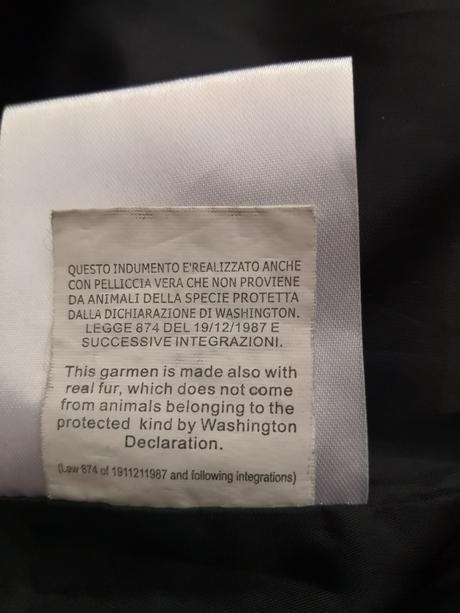 QUESTO INDUMENTO E'REALIZZATO ANCHE
CON PELLICCIA VERA CHE NON PROVIENE
DA ANIMALI DELLA SPECIE PROTETTA
DALLA DICHIARAZIONE DI WASHINGTON.
LEGGE 874 DEL 19/12/1987 E
SUCCESSIVE INTEGRAZIONI.
This garmen is made also with
real fur, which does not come
from animals belonging to the
protected kind by Washington
Declaration.
(Law 874 of 1911211987 and following integrations)